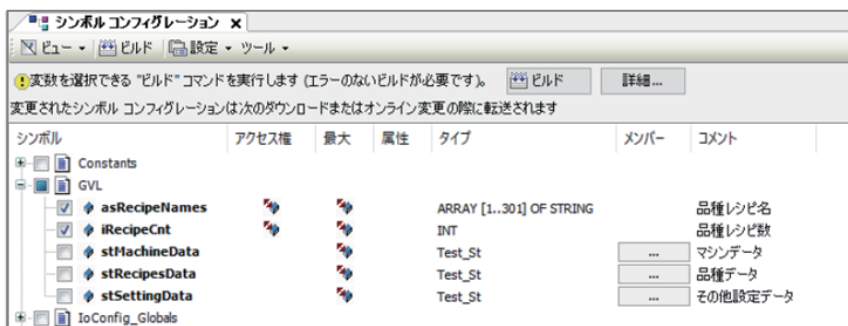 シンボル コンフィグレーション x
ビュー ビルド 設定 ツール
変数を選択できる "ビルド" コマンドを実行します (エラーのないビルドが必要です)。 ビルド 詳細...
変更されたシンボル コンフィグレーションは次のダウンロードまたはオンライン変更の際に転送されます
シンボル アクセス権 最大 属性 タイプ メンバー コメント
Constants
GVL
asRecipeNames ARRAY [1..301] OF STRING 品種レシピ名
iRecipeCnt INT 品種レシピ数
stMachineData Test_St ... マシンデータ
stRecipesData Test_St ... 品種データ
stSettingData Test_St ... その他設定データ
IoConfig_Globals